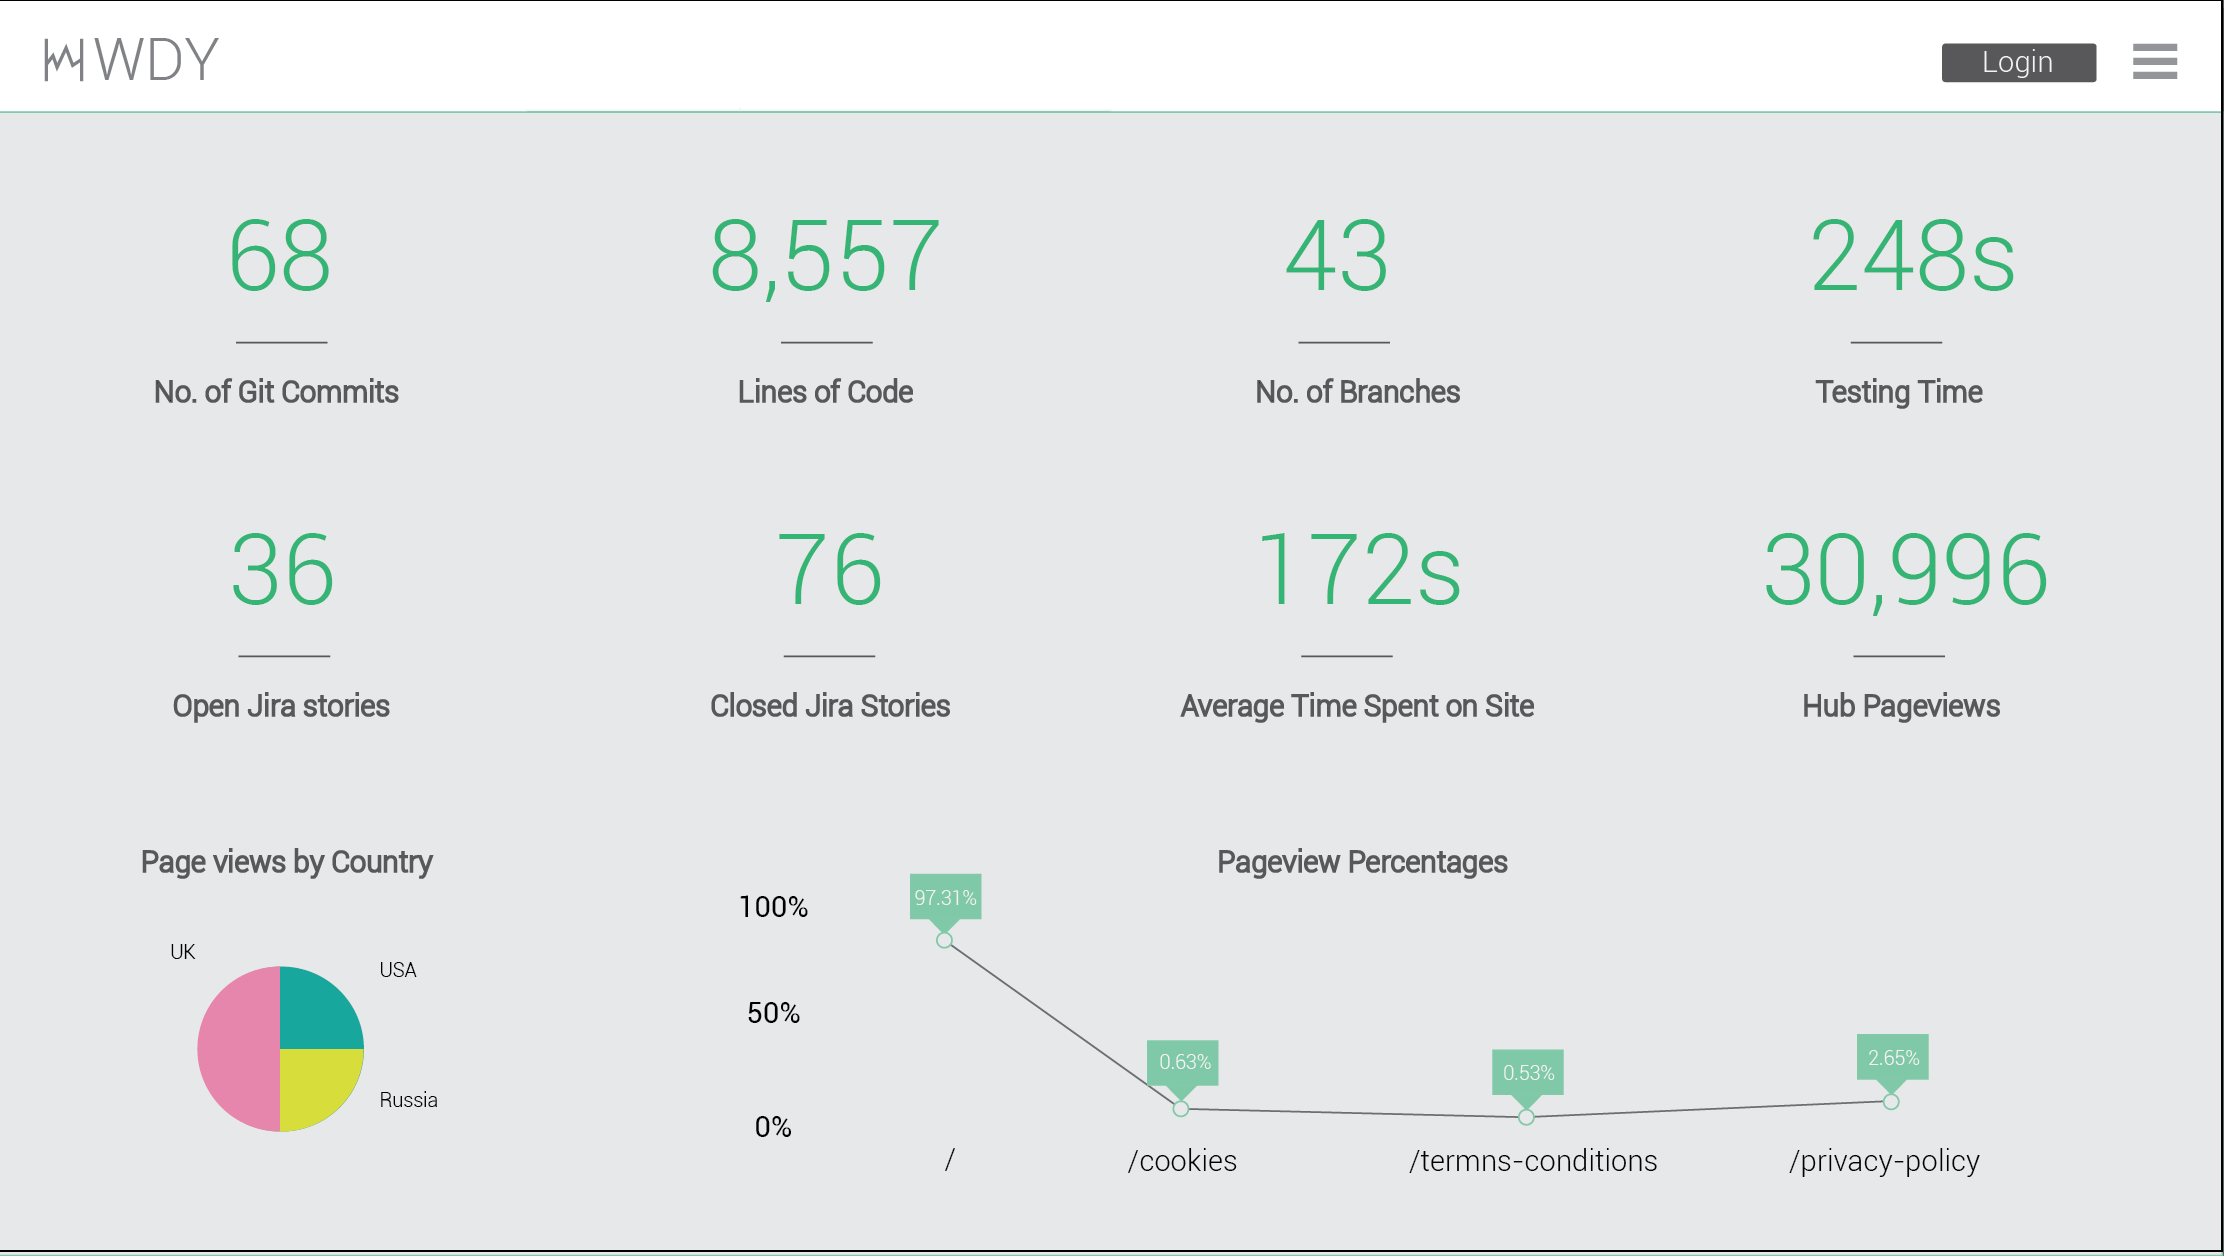 WDY
Login
68
8,557
43
248s
No. of Git Commits
Lines of Code
No. of Branches
Testing Time
36
76
172s
30,996
Open Jira stories
Closed Jira Stories
Average Time Spent on Site
Hub Pageviews
Page views by Country
UK
USA
Russia
Pageview Percentages
100%
50%
0%
97.31%
0.63%
0.53%
2.65%
/
/cookies
/termns-conditions
/privacy-policy